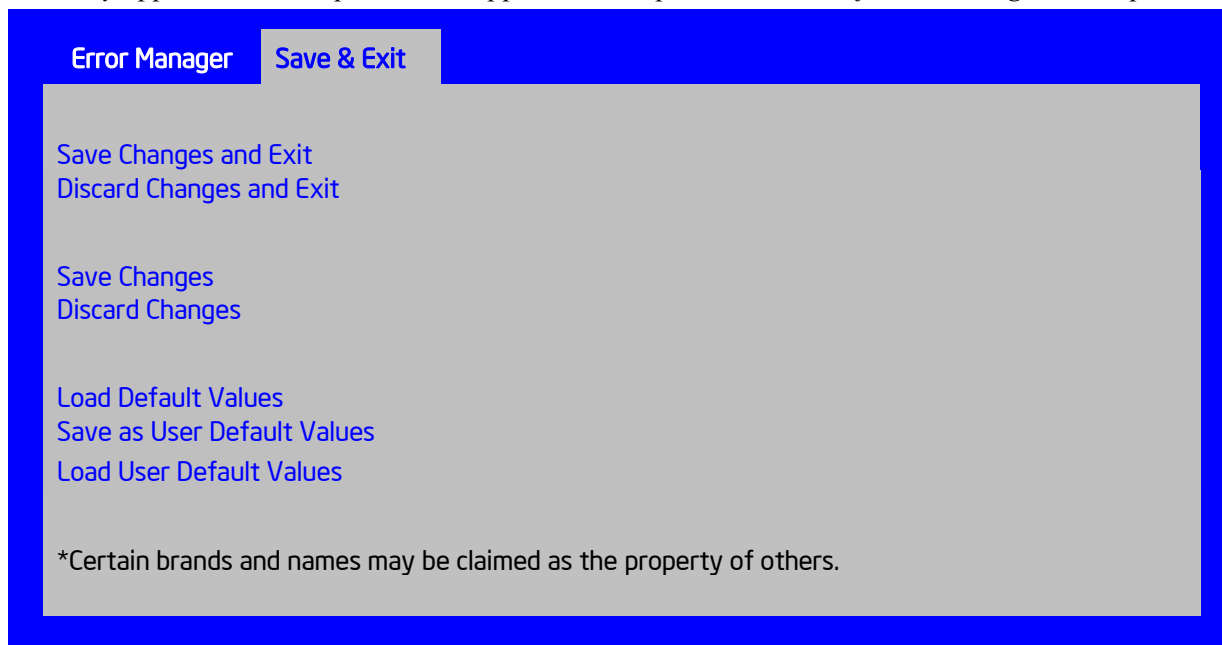 Error Manager Save & Exit
Save Changes and Exit
Discard Changes and Exit
Save Changes
Discard Changes
Load Default Values
Save as User Default Values
Load User Default Values
*Certain brands and names may be claimed as the property of others.